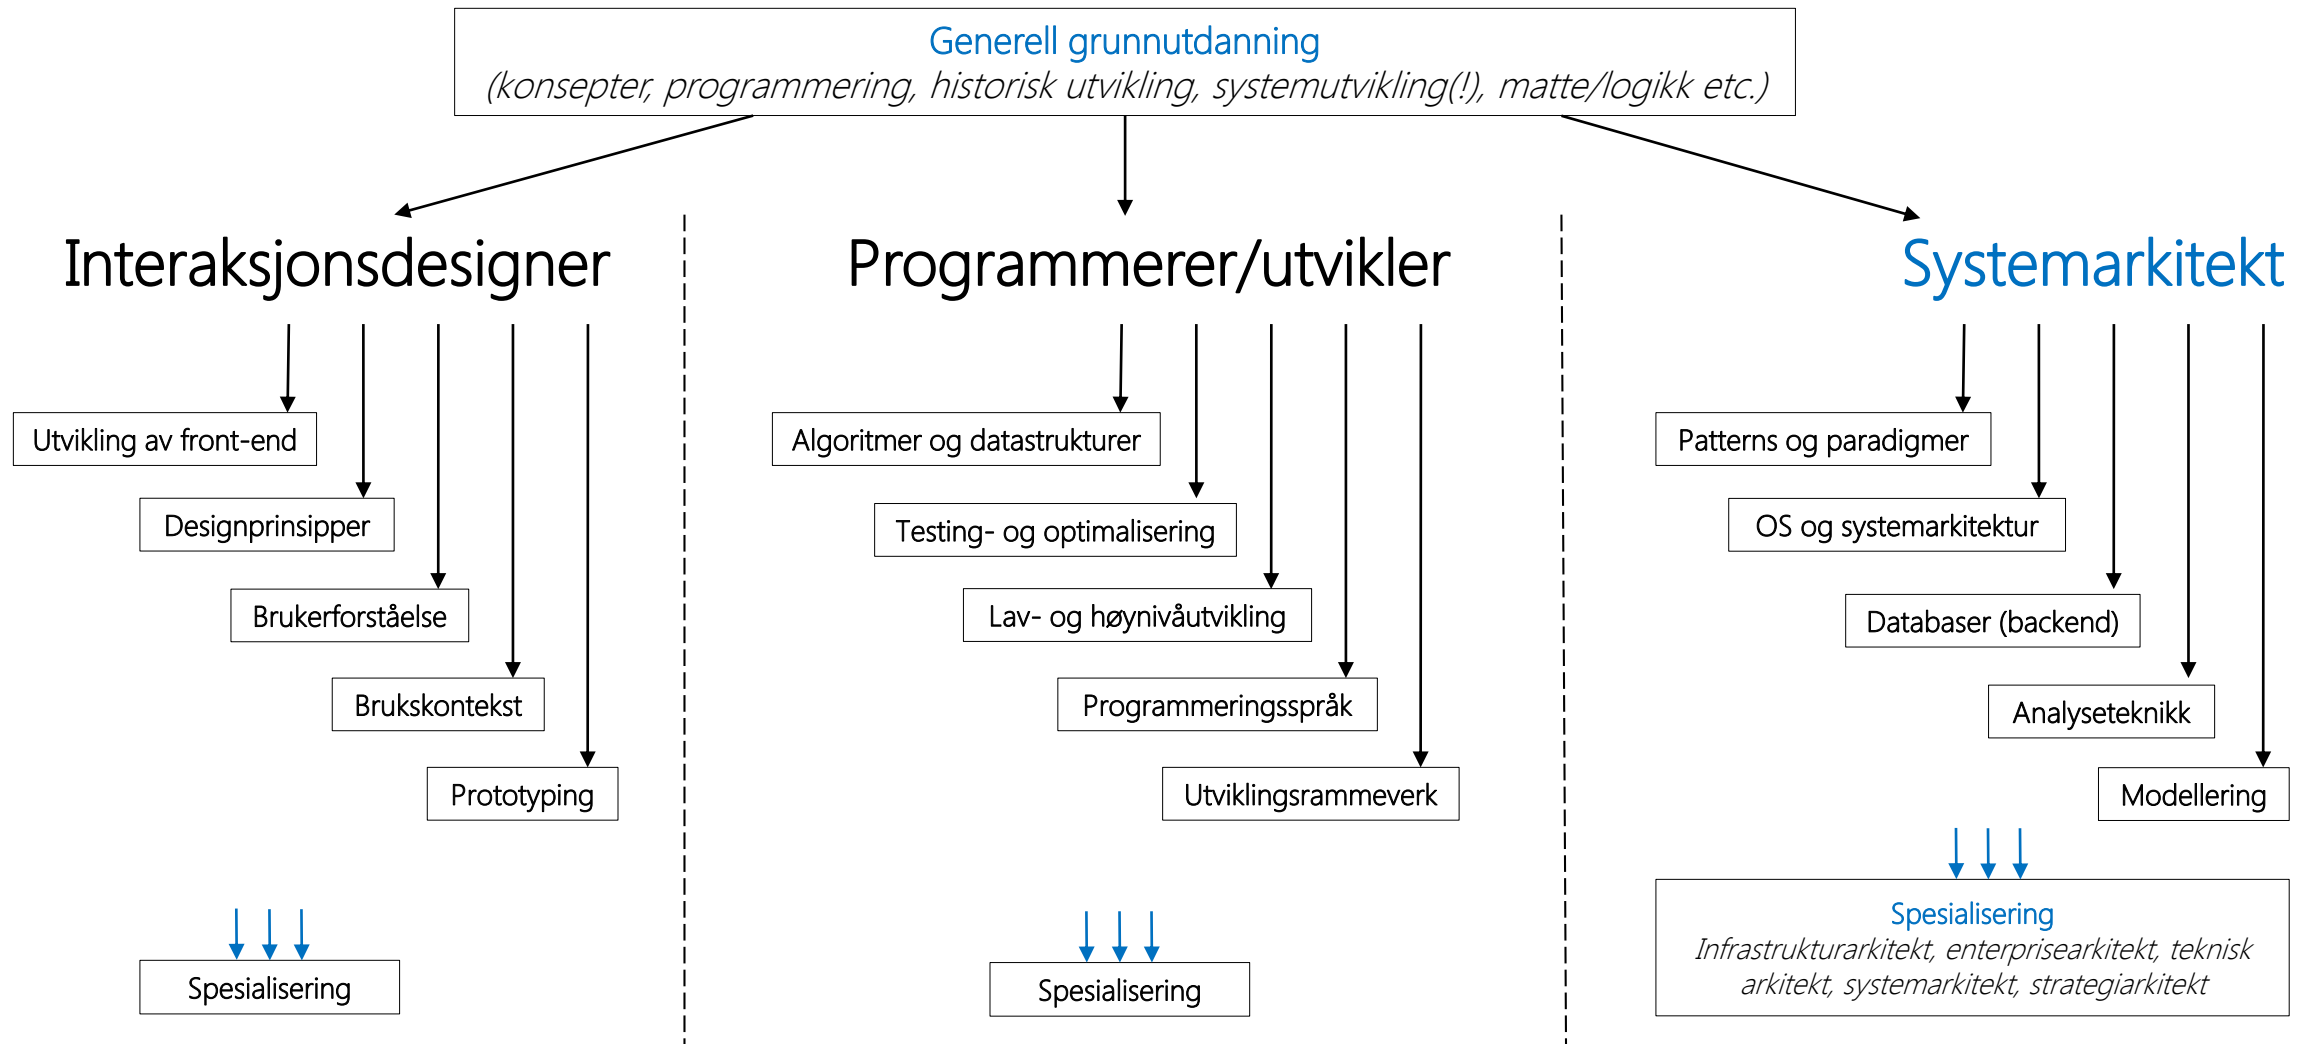 Generell grunnutdanning
(konsepter, programmering, historisk utvikling, systemutvikling(!), matte/logikk etc.)
Interaksjonsdesigner
Utvikling av front-end
Designprinsipper
Brukerforståelse
Brukskontekst
Prototyping
Spesialisering
Programmerer/utvikler
Algoritmer og datastrukturer
Testing- og optimalisering
Lav- og høynivåutvikling
Programmeringsspråk
Utviklingsrammeverk
Spesialisering
Systemarkitekt
Patterns og paradigmer
OS og systemarkitektur
Databaser (backend)
Analyseteknikk
Modellering
Spesialisering
Infrastrukturarkitekt, enterprisearkitekt, teknisk
arkitekt, systemarkitekt, strategiarkitekt